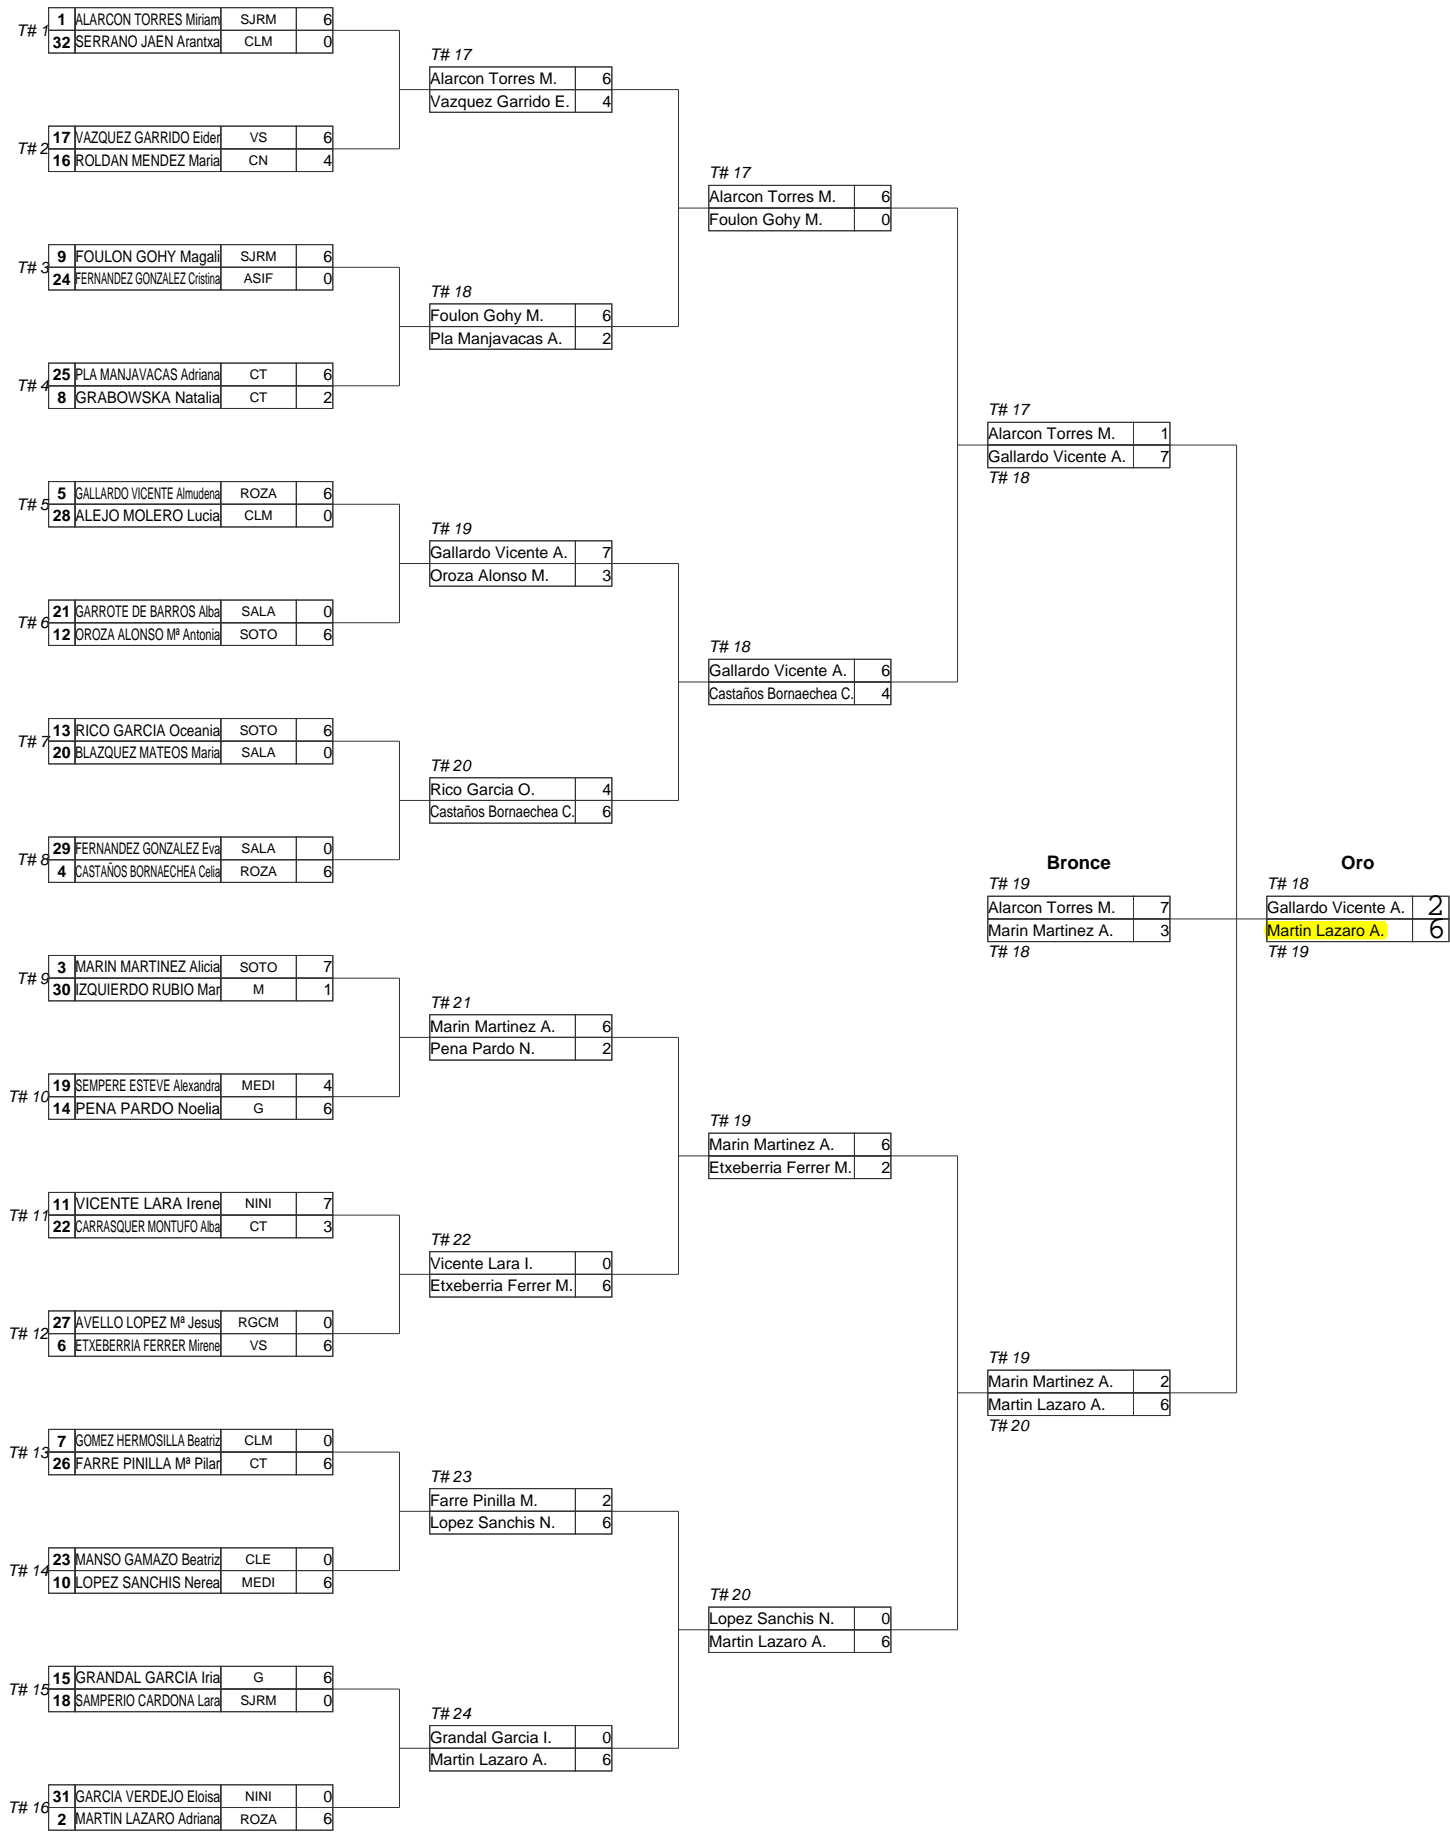 T# 1
1 ALARCON TORRES Miriam SJRM 6
32 SERRANO JAEN Arantxa CLM 0
T# 2
17 VAZQUEZ GARRIDO Eider VS 6
16 ROLDAN MENDEZ Maria CN 4
T# 3
9 FOULON GOHY Magali SJRM 6
24 FERNANDEZ GONZALEZ Cristina ASIF 0
T# 4
25 PLA MANJAVACAS Adriana CT 6
8 GRABOWSKA Natalia CT 2
T# 5
5 GALLARDO VICENTE Almudena ROZA 6
28 ALEJO MOLERO Lucia CLM 0
T# 6
21 GARROTE DE BARROS Alba SALA 0
12 OROZA ALONSO Mª Antonia SOTO 6
T# 7
13 RICO GARCIA Oceania SOTO 6
20 BLAZQUEZ MATEOS Maria SALA 0
T# 8
29 FERNANDEZ GONZALEZ Eva SALA 0
4 CASTAÑOS BORNAECHEA Celia ROZA 6
T# 9
3 MARIN MARTINEZ Alicia SOTO 7
30 IZQUIERDO RUBIO Mar M 1
T# 10
19 SEMPERE ESTEVE Alexandra MEDI 4
14 PENA PARDO Noelia G 6
T# 11
11 VICENTE LARA Irene NINI 7
22 CARRASQUER MONTUFO Alba CT 3
T# 12
27 AVELLO LOPEZ Mª Jesus RGCM 0
6 ETXEBERRIA FERRER Mirene VS 6
T# 13
7 GOMEZ HERMOSILLA Beatriz CLM 0
26 FARRE PINILLA Mª Pilar CT 6
T# 14
23 MANSO GAMAZO Beatriz CLE 0
10 LOPEZ SANCHIS Nerea MEDI 6
T# 15
15 GRANDAL GARCIA Iria G 6
18 SAMPERIO CARDONA Lara SJRM 0
T# 16
31 GARCIA VERDEJO Eloisa NINI 0
2 MARTIN LAZARO Adriana ROZA 6
T# 17
Alarcon Torres M. 6
Vazquez Garrido E. 4
T# 18
Foulon Gohy M. 6
Pla Manjavacas A. 2
T# 19
Gallardo Vicente A. 7
Oroza Alonso M. 3
T# 20
Rico Garcia O. 4
Castaños Bornaechea C. 6
T# 21
Marin Martinez A. 6
Pena Pardo N. 2
T# 22
Vicente Lara I. 0
Etxeberria Ferrer M. 6
T# 23
Farre Pinilla M. 2
Lopez Sanchis N. 6
T# 24
Grandal Garcia I. 0
Martin Lazaro A. 6
T# 17
Alarcon Torres M. 6
Foulon Gohy M. 0
T# 18
Gallardo Vicente A. 6
Castaños Bornaechea C. 4
T# 19
Marin Martinez A. 6
Etxeberria Ferrer M. 2
T# 20
Lopez Sanchis N. 0
Martin Lazaro A. 6
T# 17
Alarcon Torres M. 1
Gallardo Vicente A. 7
T# 18
T# 19
Marin Martinez A. 2
Martin Lazaro A. 6
T# 20
Bronce
T# 19
Alarcon Torres M. 7
Marin Martinez A. 3
T# 18
Oro
T# 18
Gallardo Vicente A. 2
Martin Lazaro A. 6
T# 19